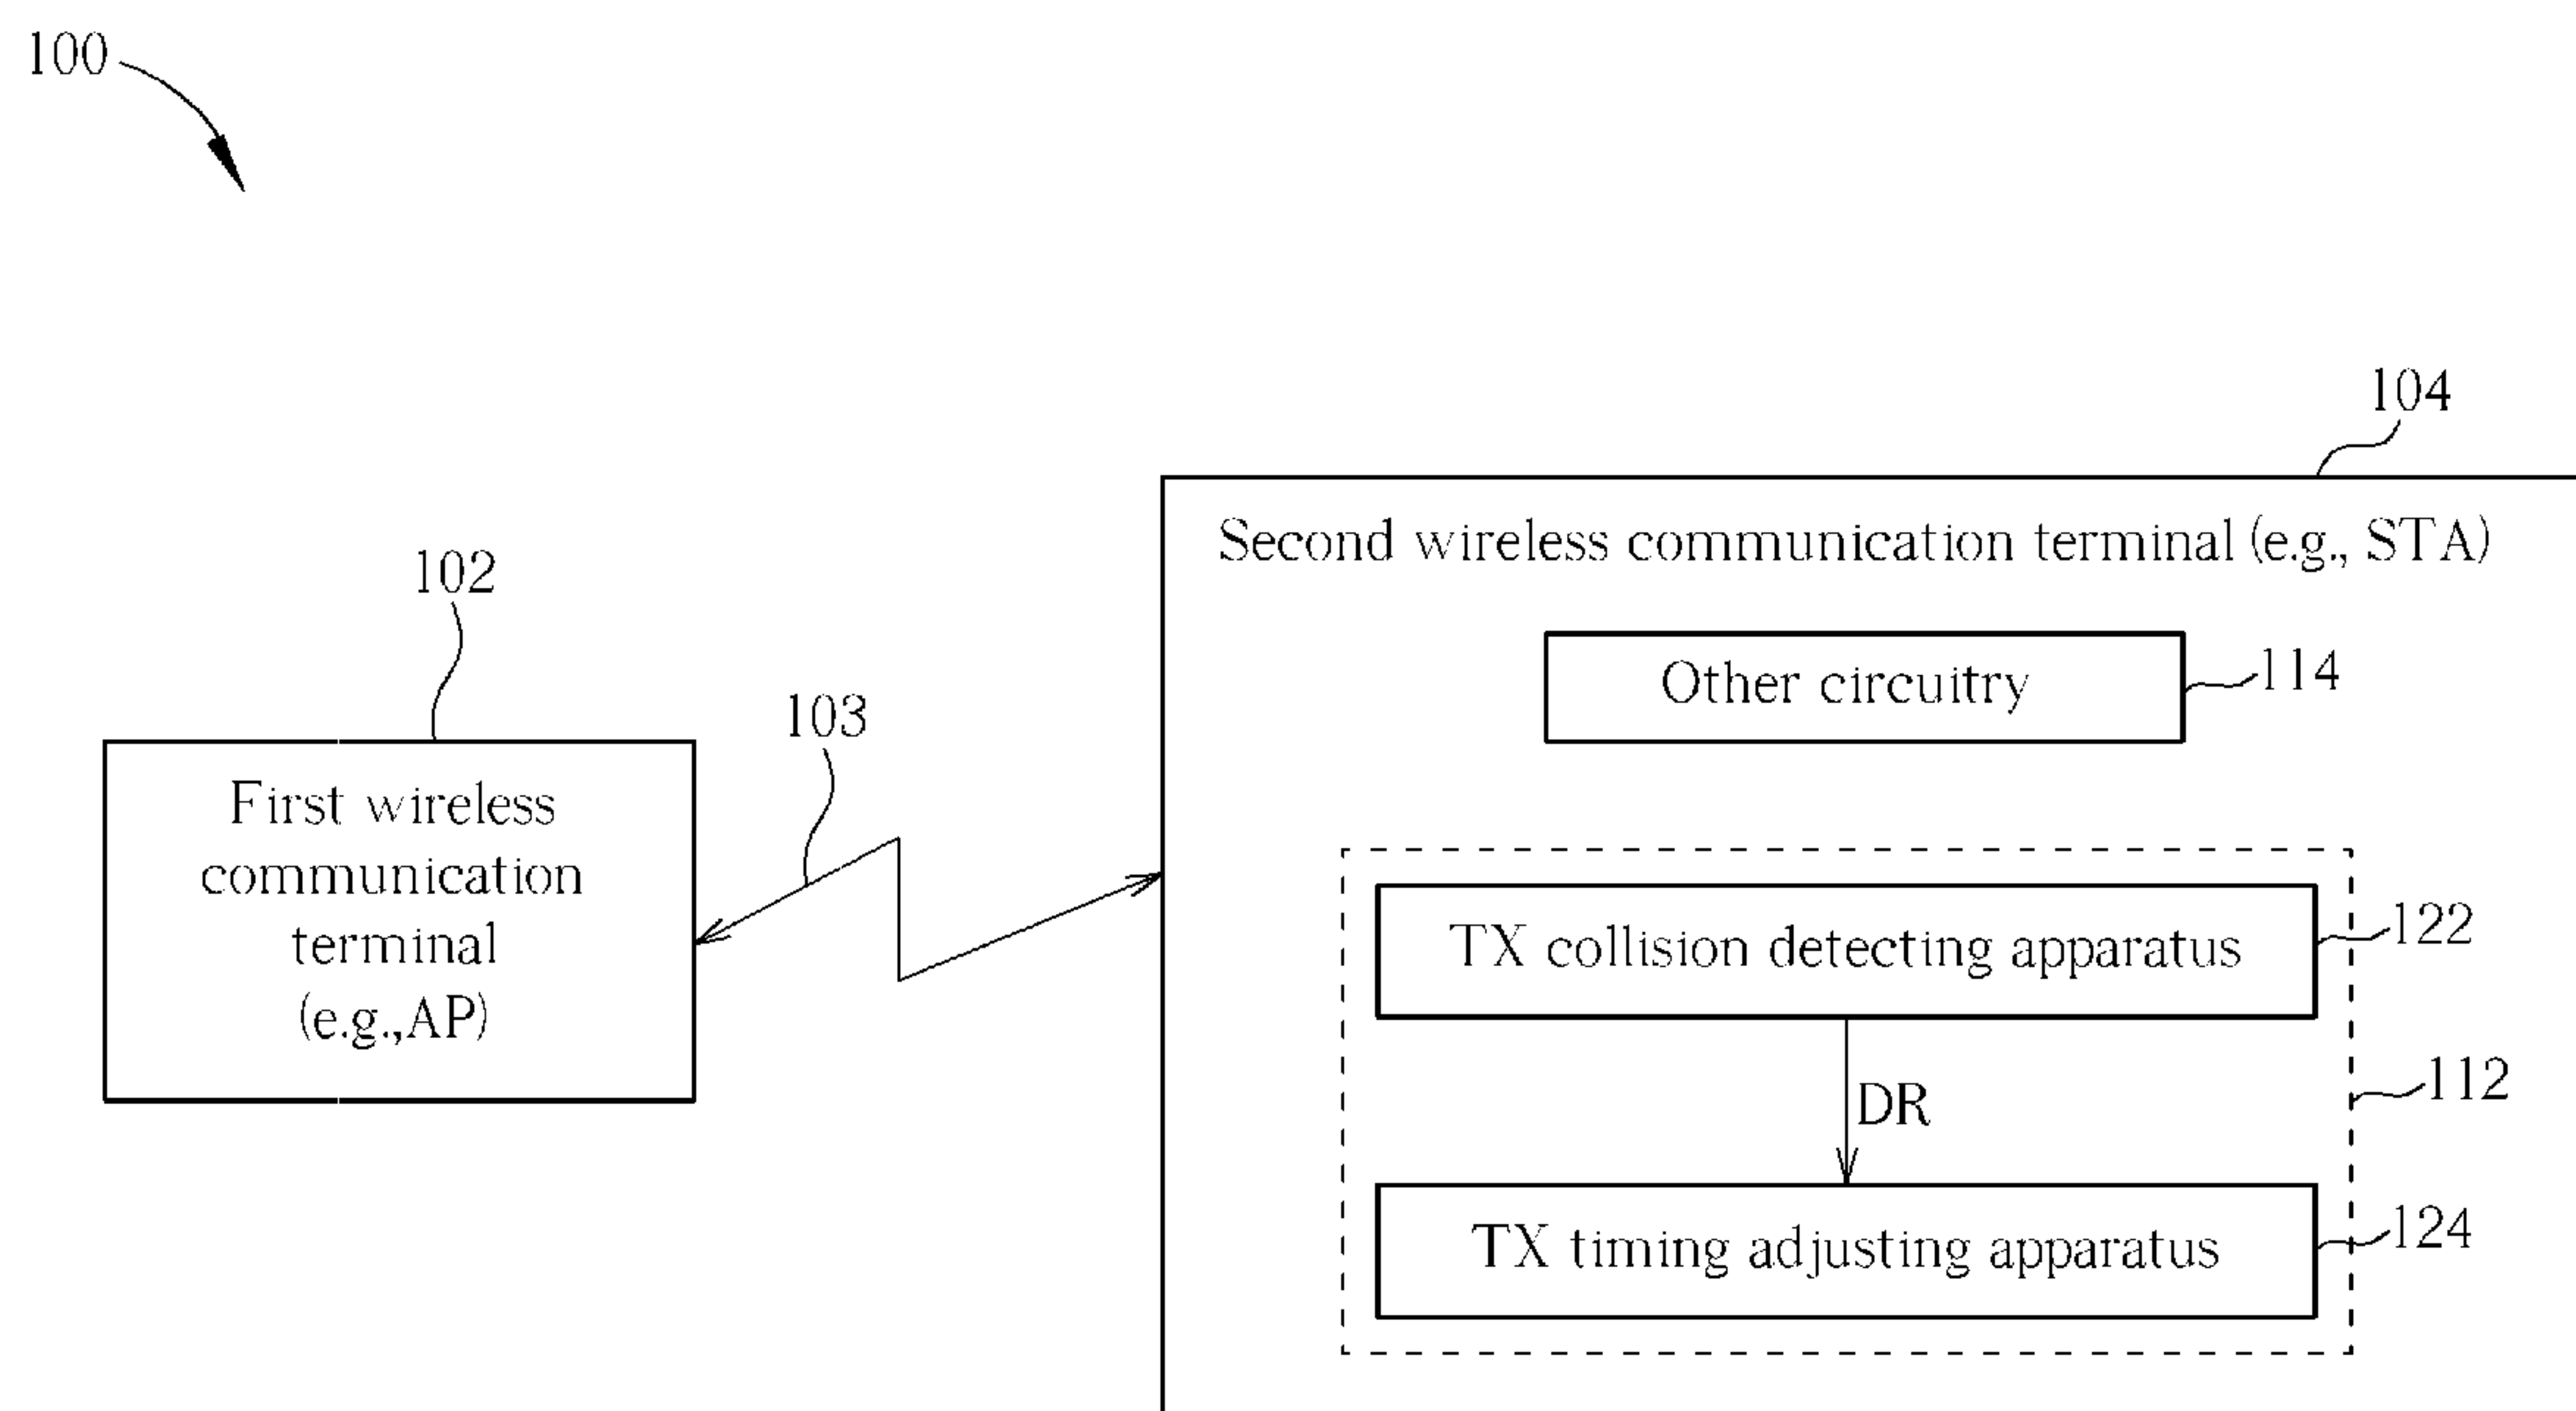 100
104
Second wireless communication terminal (e.g., STA)
102
Other circuitry
114
103
First wireless
communication
terminal
(e.g.,AP)
TX collision detecting apparatus
122
DR
112
TX timing adjusting apparatus
124